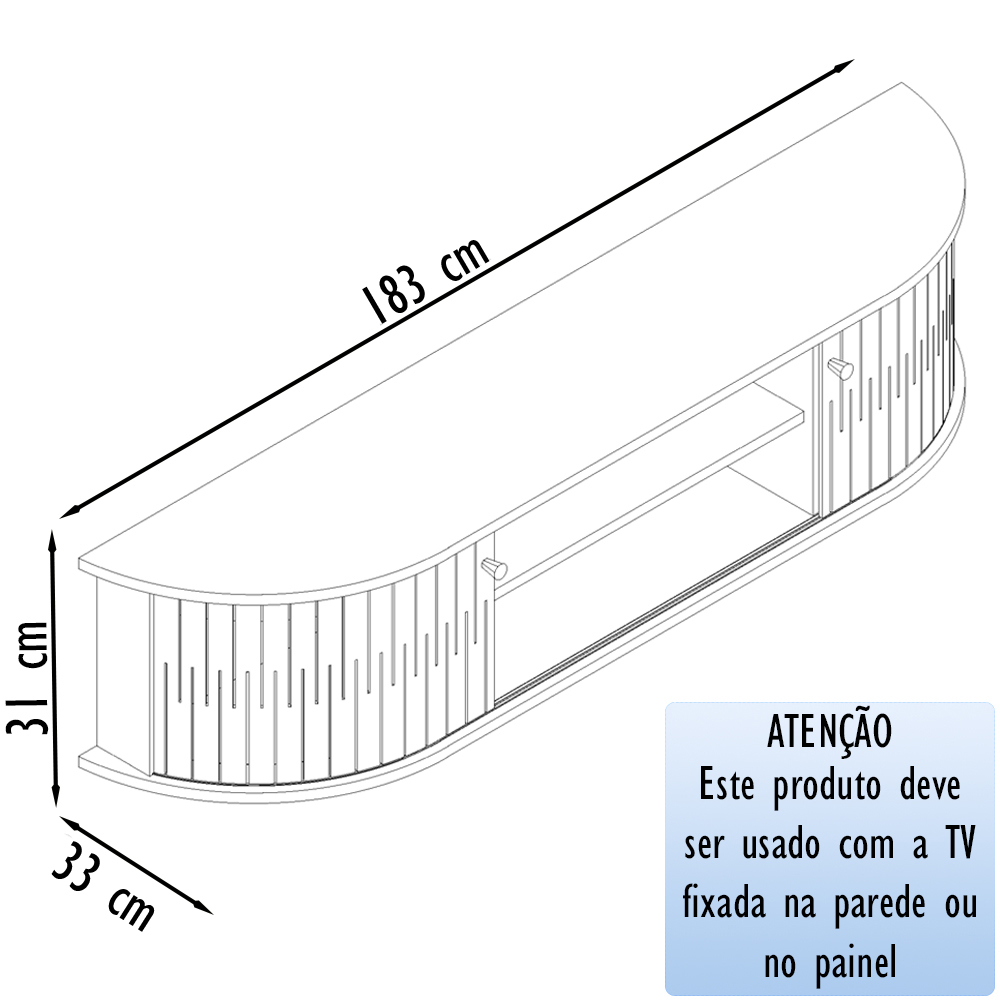 183 cm
31 cm
33 cm
ATENÇÃO
Este produto deve
ser usado com a TV
fixada na parede ou
no painel